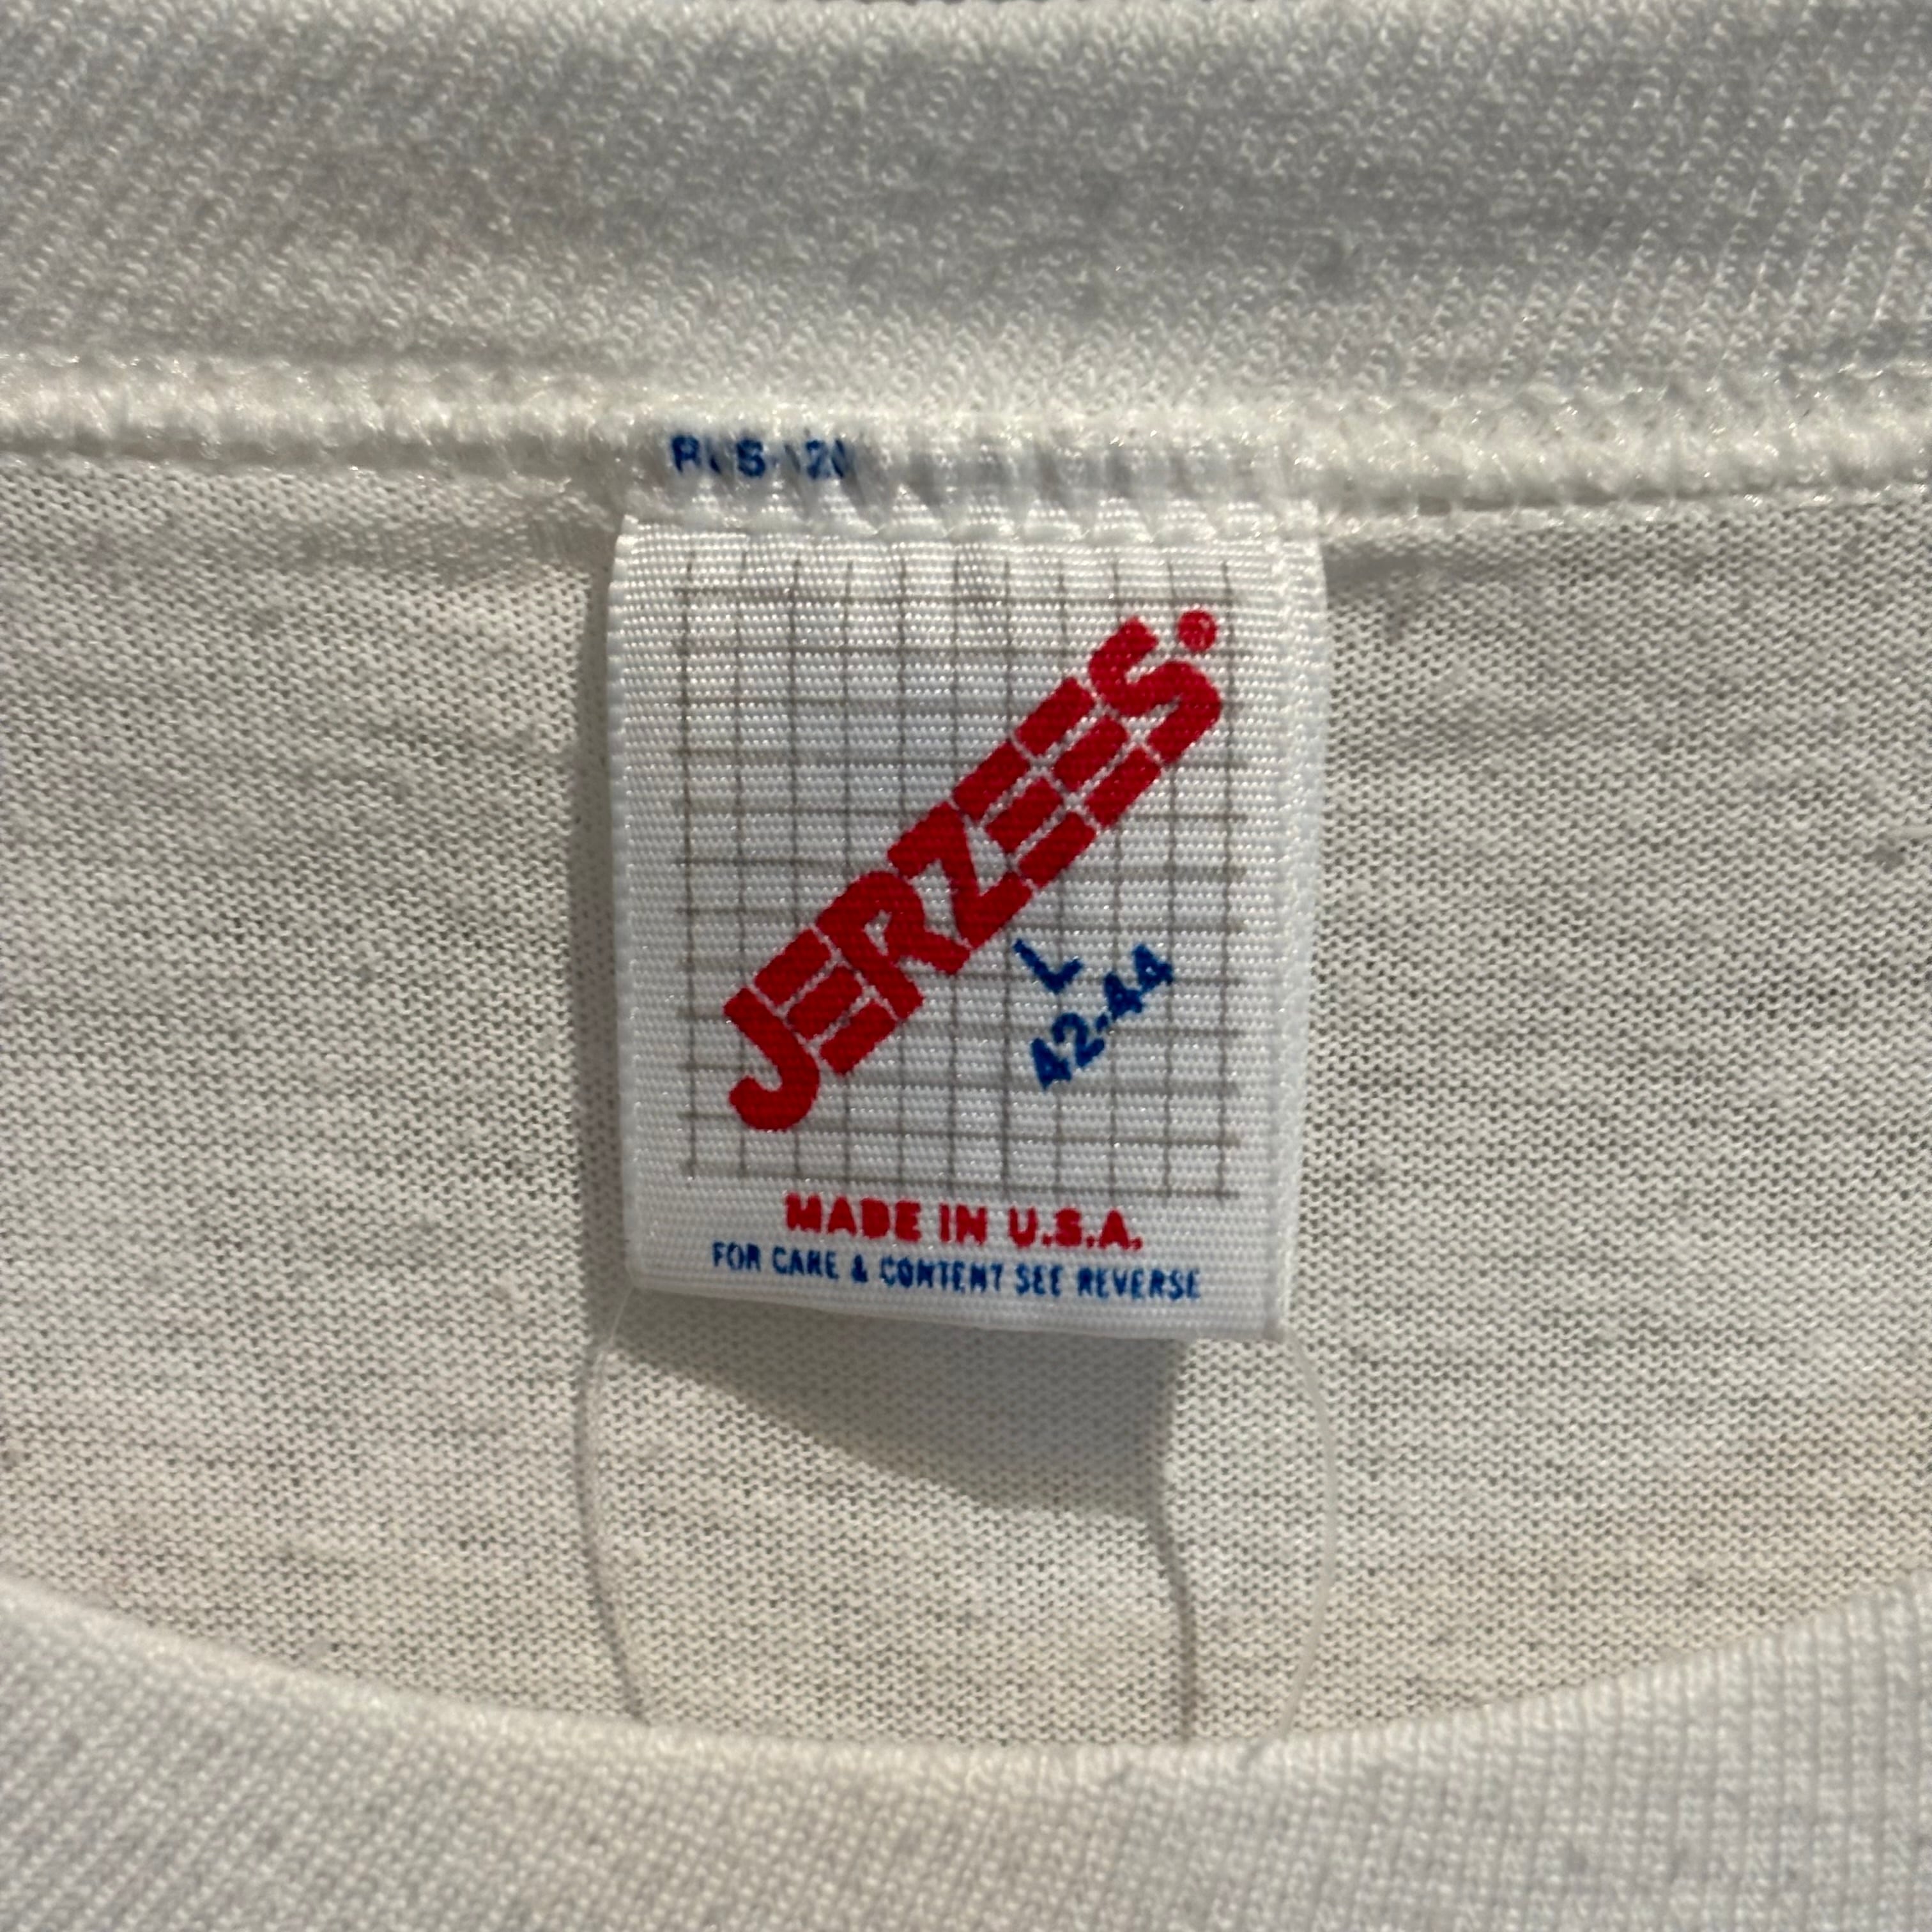 JERZEES®
L
42-44
MADE IN U.S.A.
FOR CARE & CONTENT SEE REVERSE